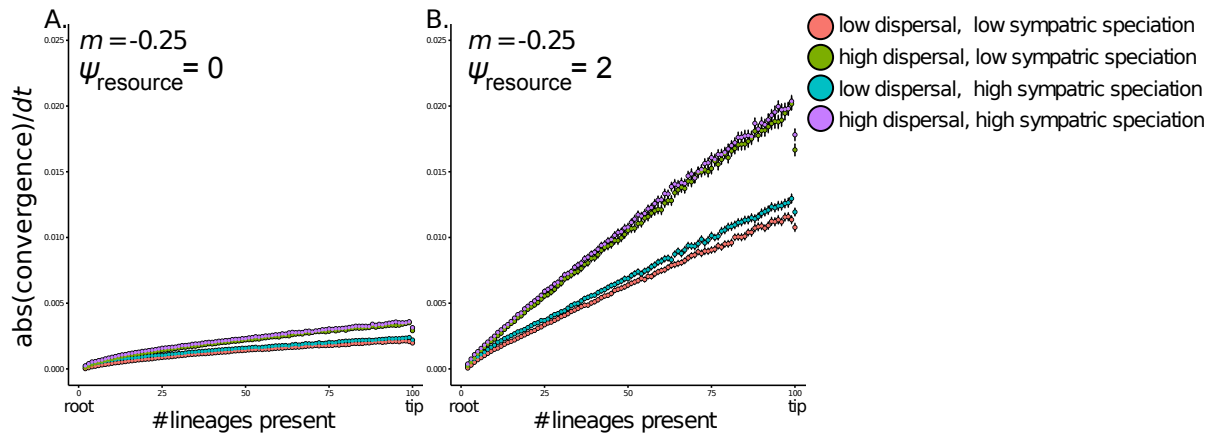 A.
m = -0.25
ψresource = 0
B.
m = -0.25
ψresource = 2
low dispersal, low sympatric speciation
high dispersal, low sympatric speciation
low dispersal, high sympatric speciation
high dispersal, high sympatric speciation
abs(convergence)/dt
0.025
0.020
0.015
0.010
0.005
0.000
0.025
0.020
0.015
0.010
0.005
0.000
0
25
50
75
100
root
tip
# lineages present
0
25
50
75
100
root
tip
# lineages present